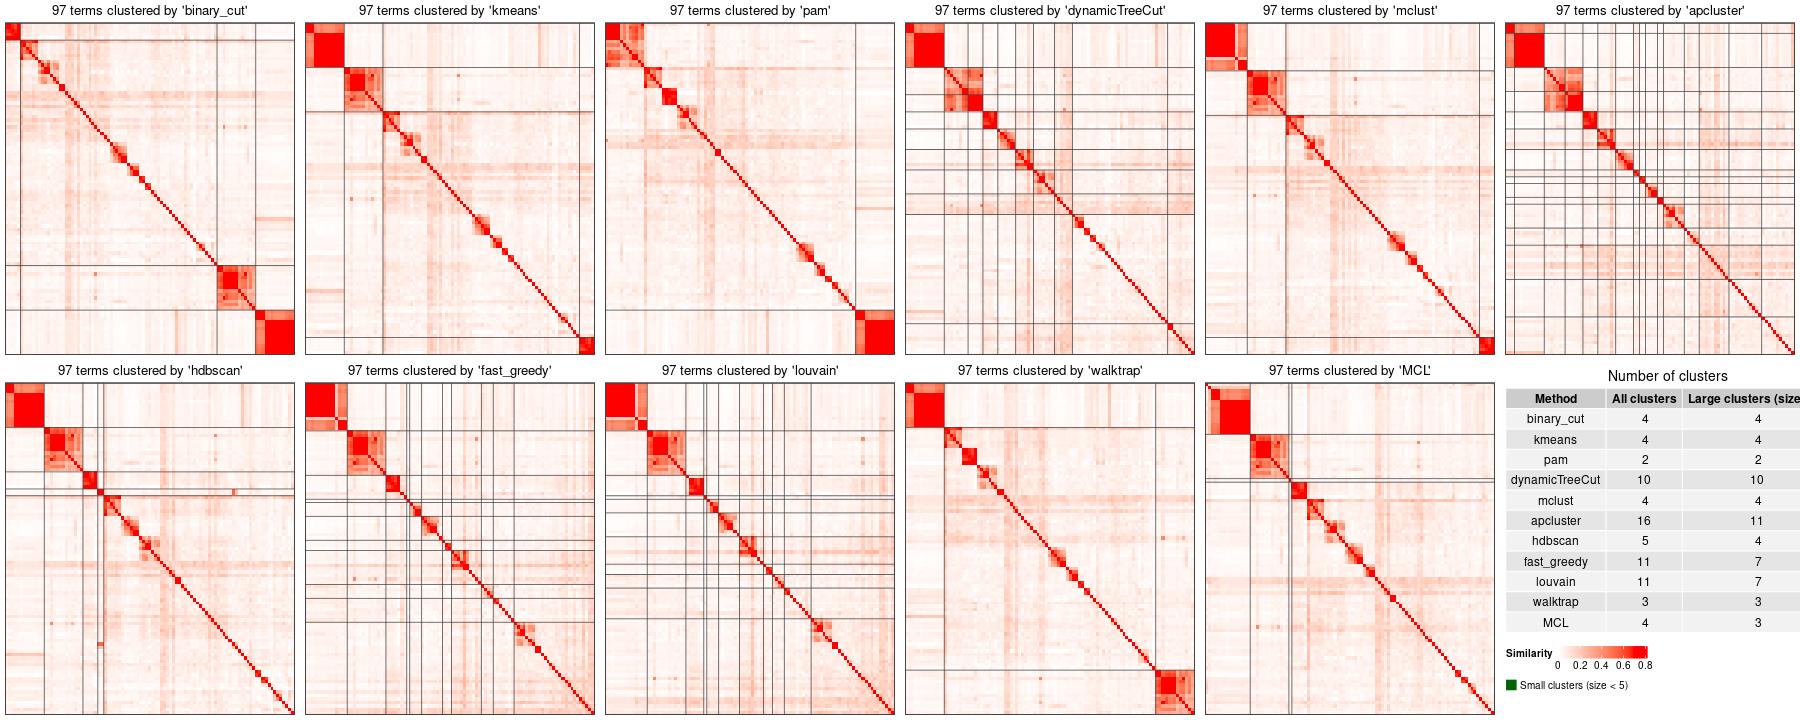 97 terms clustered by 'binary_cut'
97 terms clustered by 'kmeans'
97 terms clustered by 'pam'
97 terms clustered by 'dynamicTreeCut'
97 terms clustered by 'mclust'
97 terms clustered by 'apcluster'
97 terms clustered by 'hdbscan'
97 terms clustered by 'fast_greedy'
97 terms clustered by 'louvain'
97 terms clustered by 'walktrap'
97 terms clustered by 'MCL'
Number of clusters
Method All clusters Large clusters (size
binary_cut 4 4
kmeans 4 4
pam 2 2
dynamicTreeCut 10 10
mclust 4 4
apcluster 16 11
hdbscan 5 4
fast_greedy 11 7
louvain 11 7
walktrap 3 3
MCL 4 3
Similarity
0 0.2 0.4 0.6 0.8
Small clusters (size < 5)